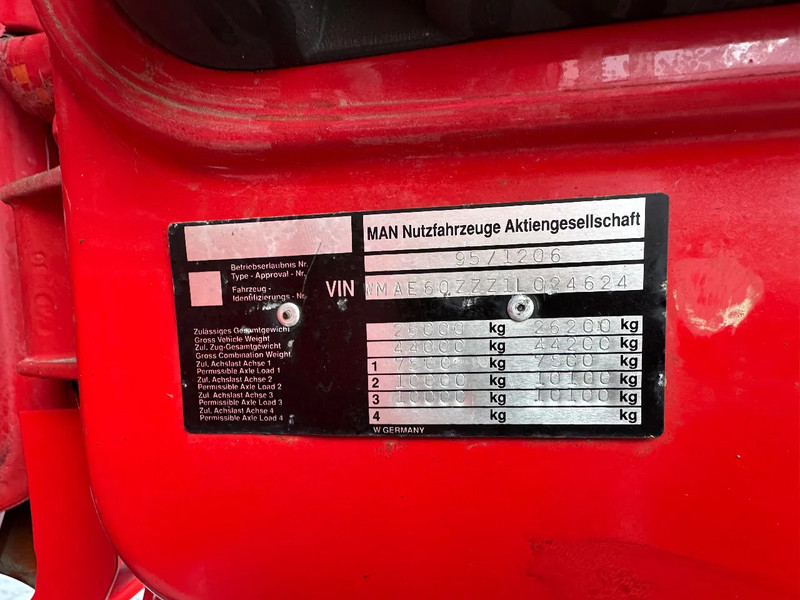 MAN Nutzfahrzeuge Aktiengesellschaft
95/1206
Betriebserlaubnis Nr.
Type - Approval - Nr.
Fahrzeug -
Identifizierungs - Nr.
VIN WMAE60ZZZ1L024624
Zulässiges Gesamtgewicht
Gross Vehicle Weight
kg 26200 kg
Zul. Zug-Gesamtgewicht
Gross Combination Weight
44000 kg 44200 kg
Zul. Achslast Achse 1
Permissible Axle Load 1
1 7500 kg 7500 kg
Zul. Achslast Achse 2
Permissible Axle Load 2
2 10000 kg 10100 kg
Zul. Achslast Achse 3
Permissible Axle Load 3
3 10000 kg 10100 kg
Zul. Achslast Achse 4
Permissible Axle Load 4
4 kg kg
W GERMANY